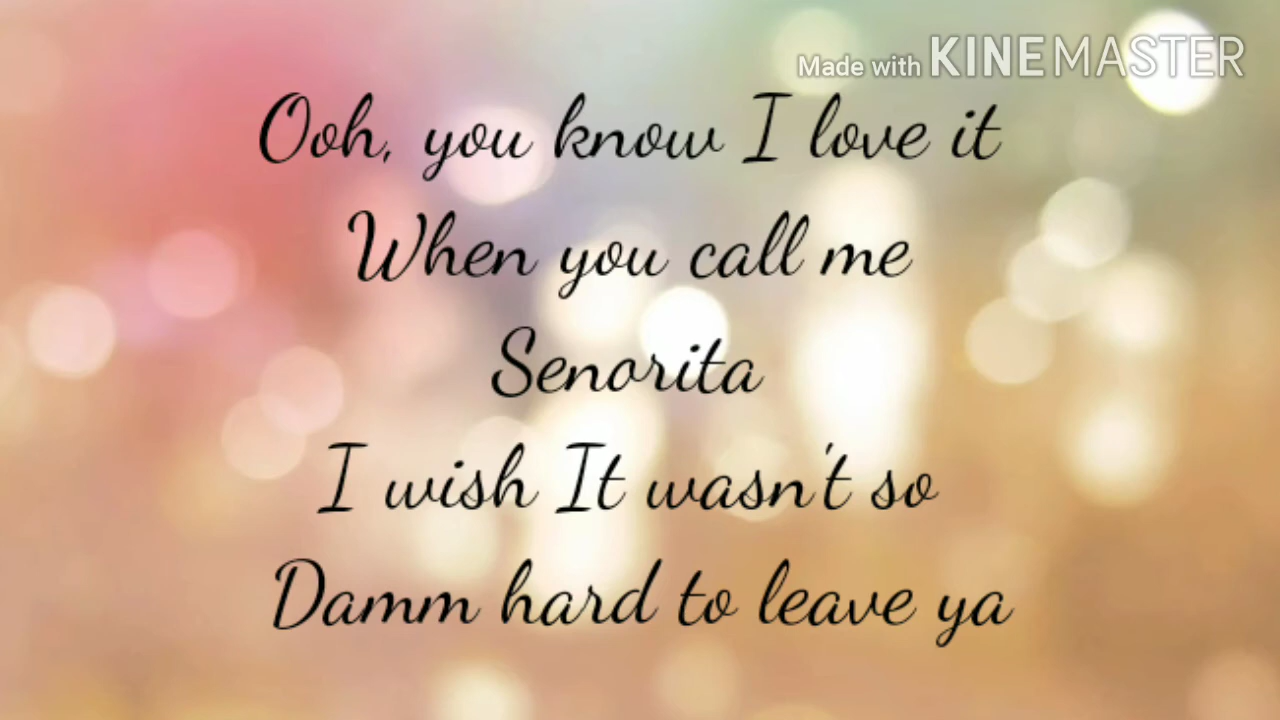 Made with KINEMASTER
Ooh, you know I love it
When you call me
Senorita
I wish It wasn't so
Damm hard to leave ya